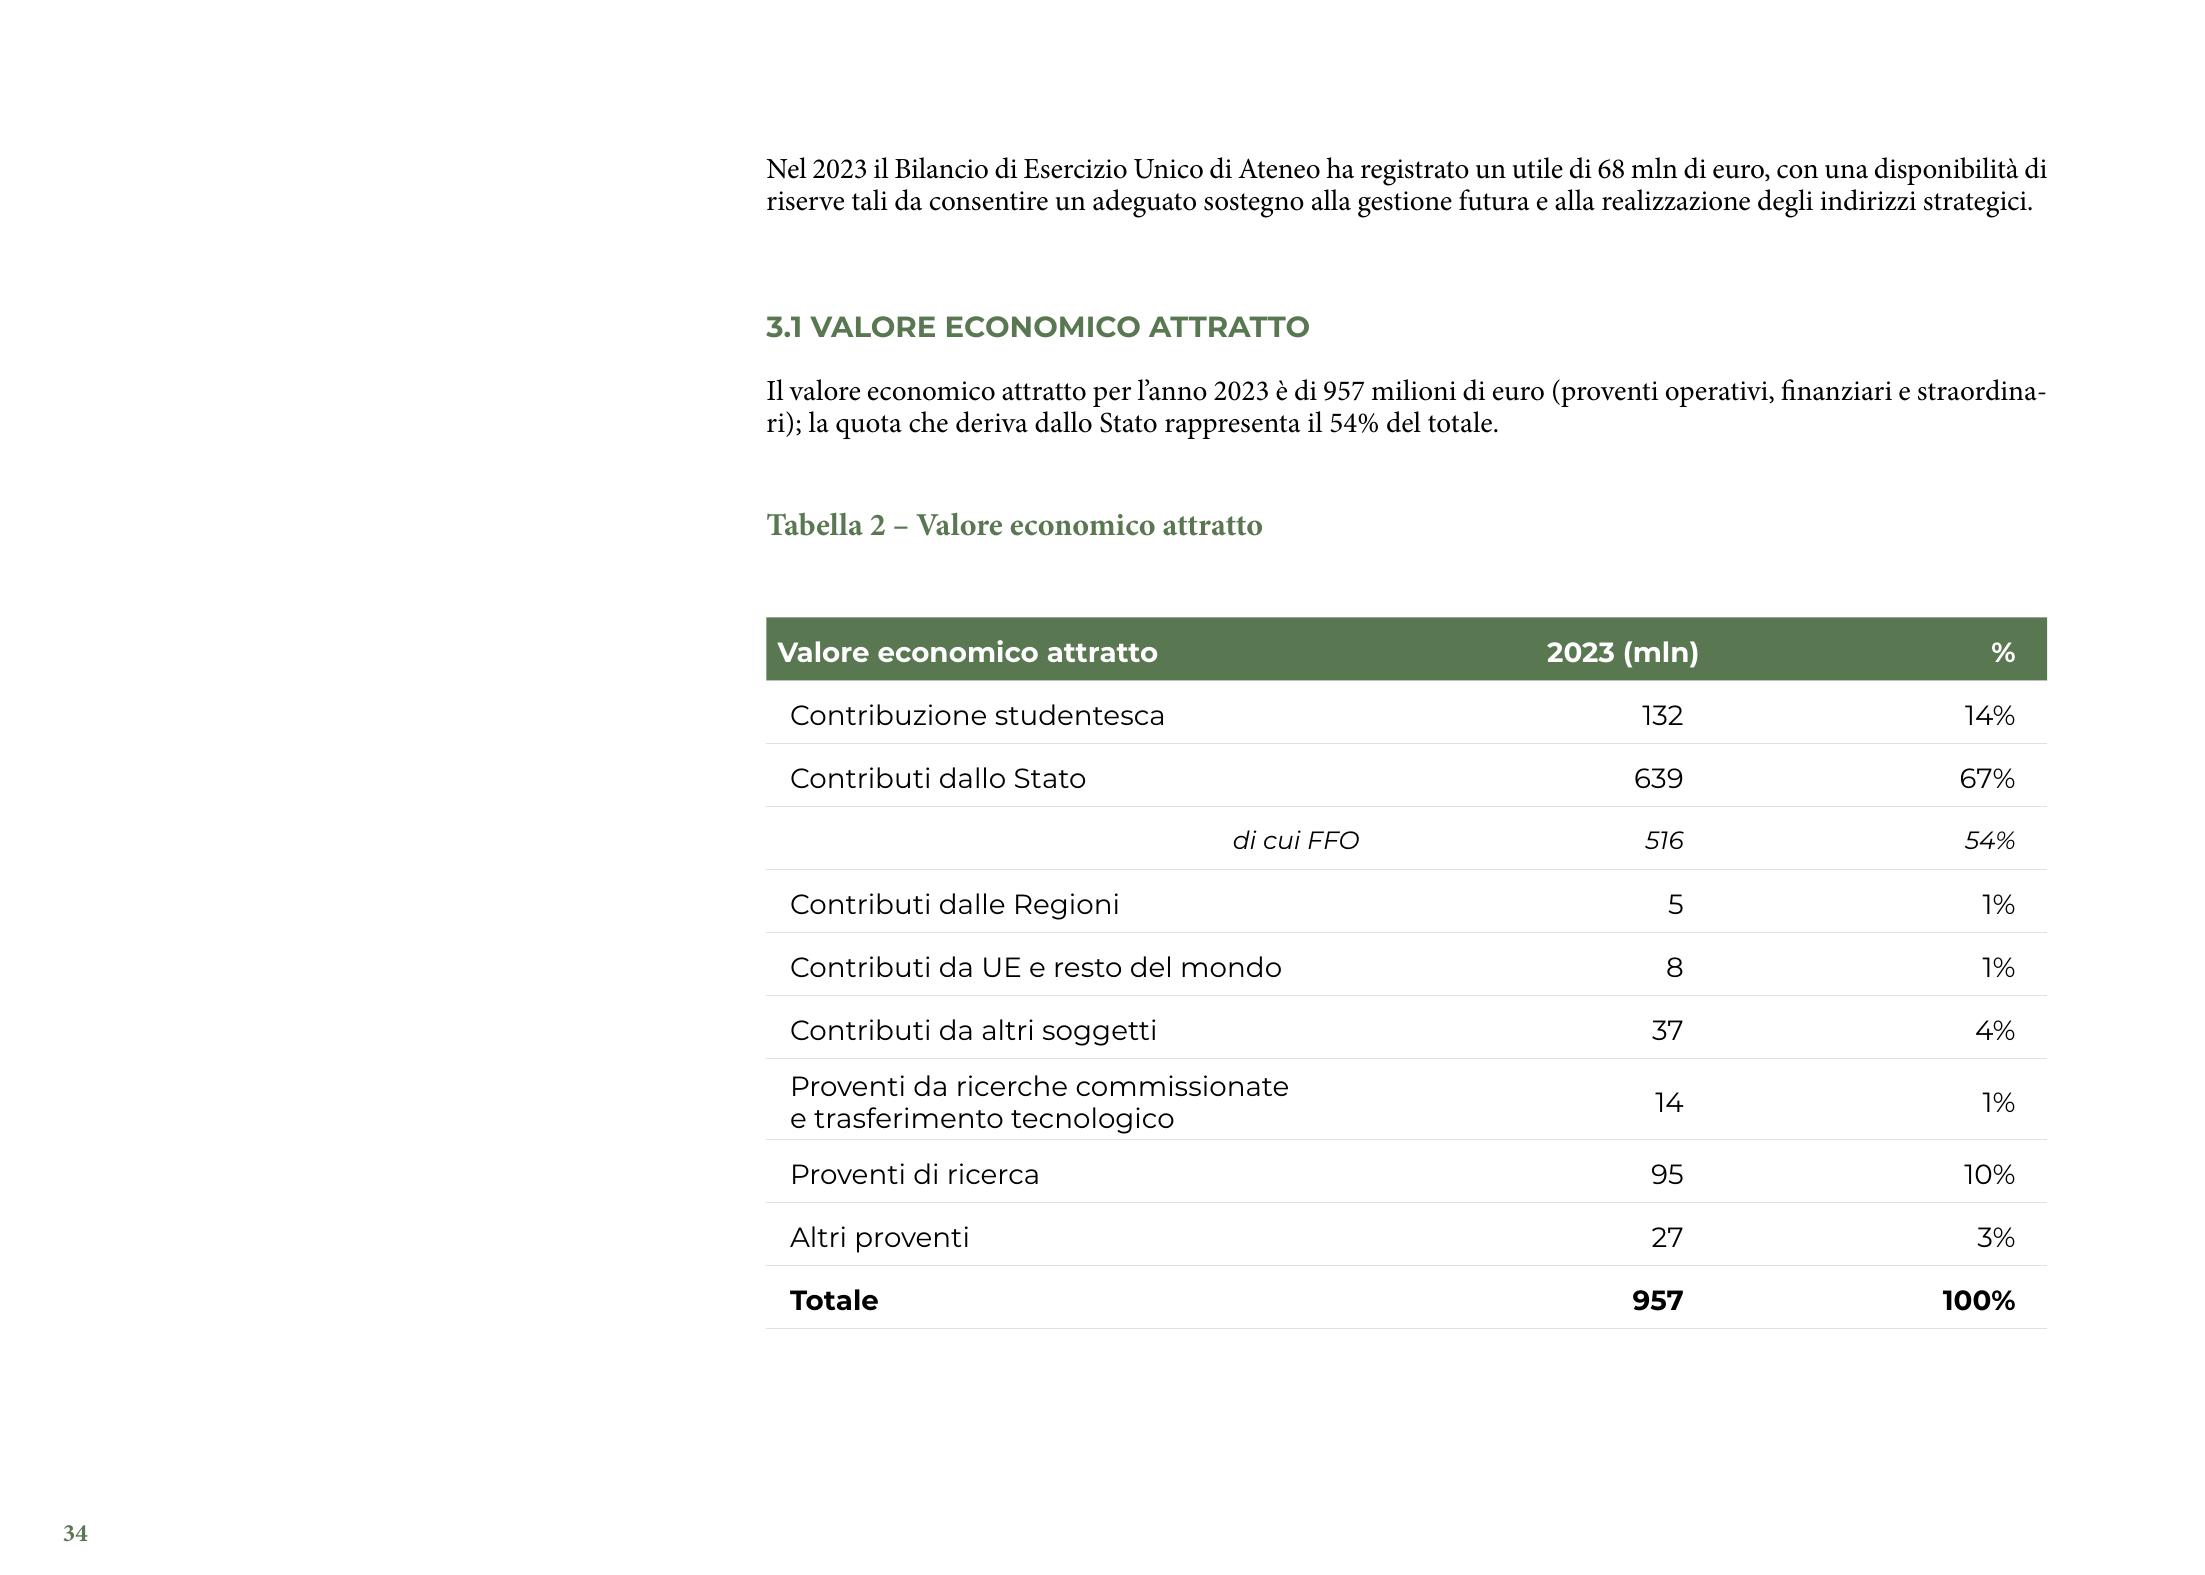 Nel 2023 il Bilancio di Esercizio Unico di Ateneo ha registrato un utile di 68 mln di euro, con una disponibilità di
riserve tali da consentire un adeguato sostegno alla gestione futura e alla realizzazione degli indirizzi strategici.
3.1 VALORE ECONOMICO ATTRATTO
Il valore economico attratto per l’anno 2023 è di 957 milioni di euro (proventi operativi, finanziari e straordina-
ri); la quota che deriva dallo Stato rappresenta il 54% del totale.
Tabella 2 – Valore economico attratto
Valore economico attratto 2023 (mln) %
Contribuzione studentesca 132 14%
Contributi dallo Stato 639 67%
di cui FFO 516 54%
Contributi dalle Regioni 5 1%
Contributi da UE e resto del mondo 8 1%
Contributi da altri soggetti 37 4%
Proventi da ricerche commissionate
e trasferimento tecnologico 14 1%
Proventi di ricerca 95 10%
Altri proventi 27 3%
Totale 957 100%
34